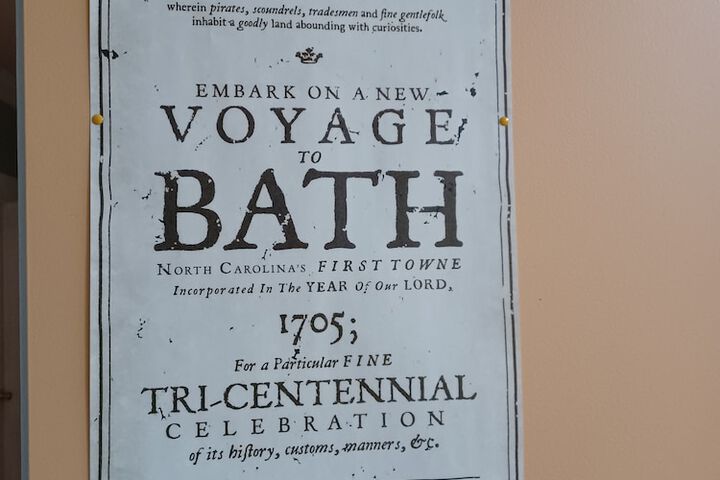 wherein pirates, scoundrels, tradesmen and fine gentlefolk
inhabit a goodly land abounding with curiosities.
EMBARK ON A NEW
VOYAGE
TO
BATH
NORTH CAROLINA'S FIRST TOWNE
Incorporated In The YEAR Of Our LORD,
1705;
For a Particular FINE
TRI-CENTENNIAL
CELEBRATION
of its hiſtory, customs, manners, &c.